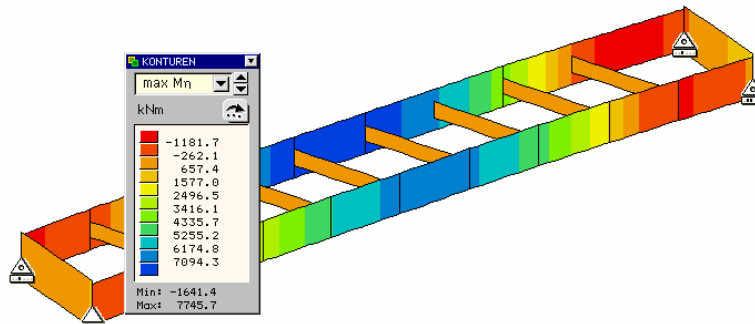 KONTUREN
max Mη
kNm
-1181.7
-262.1
657.4
1577.0
2496.5
3416.1
4335.7
5255.2
6174.8
7094.3
Min: -1641.4
Max: 7745.7